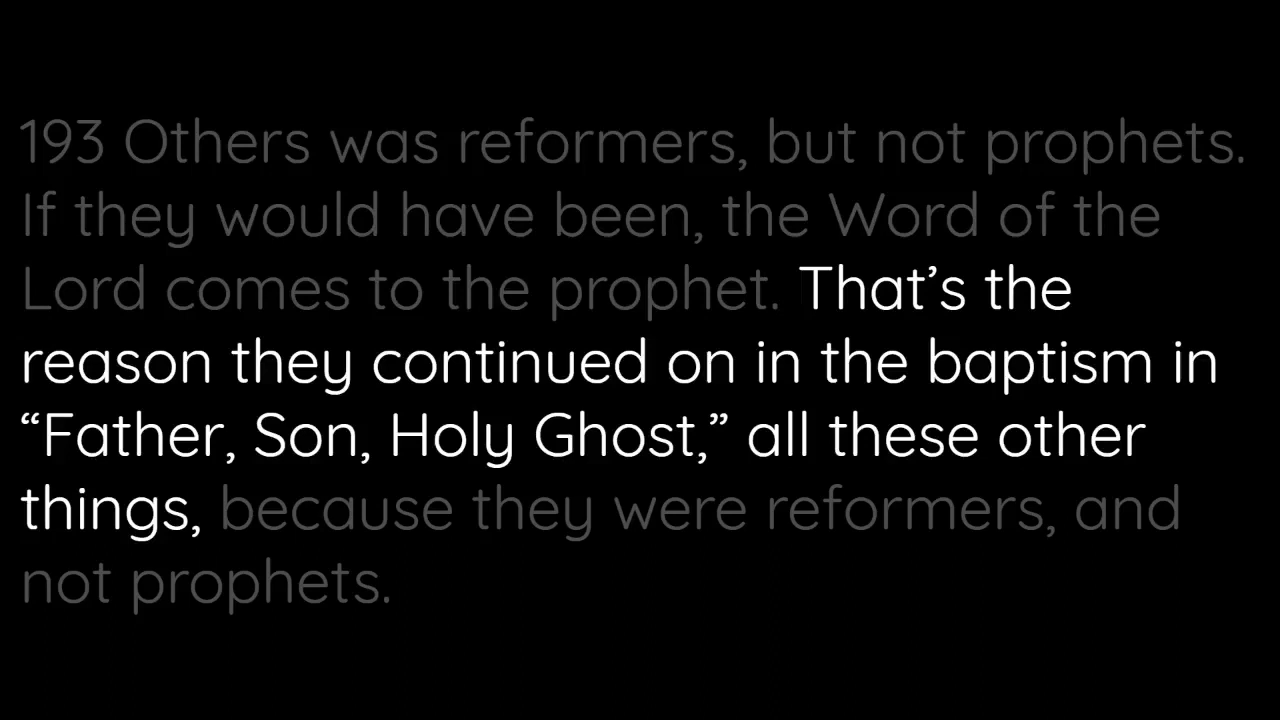 193 Others was reformers, but not prophets.
If they would have been, the Word of the
Lord comes to the prophet. That’s the
reason they continued on in the baptism in
“Father, Son, Holy Ghost,” all these other
things, because they were reformers, and
not prophets.